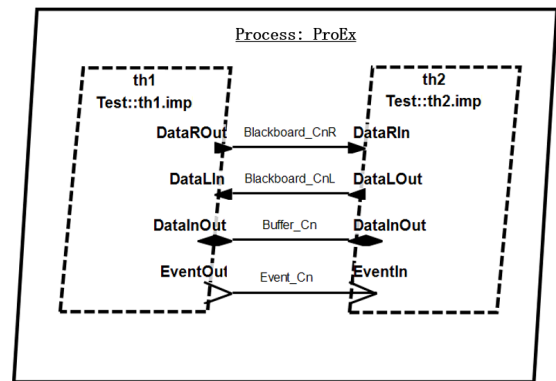 Process: ProEx
th1
Test::th1.imp
th2
Test::th2.imp
DataROut
Blackboard_CnR
DataRIn
DataLIn
Blackboard_CnL
DataLOut
DataInOut
Buffer_Cn
DataInOut
EventOut
Event_Cn
EventIn